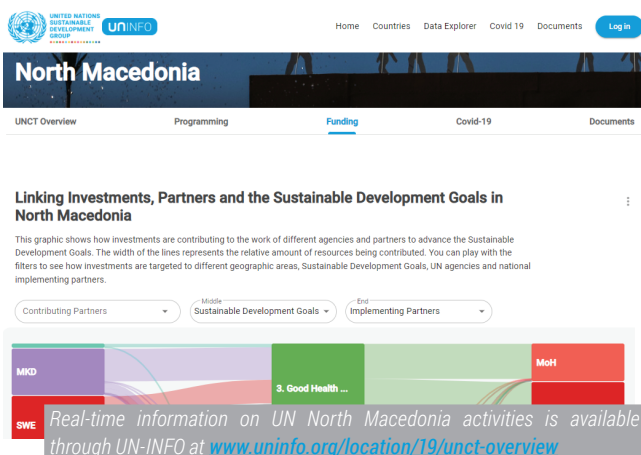 UNITED NATIONS
SUSTAINABLE
DEVELOPMENT
GROUP
UNINFO
Home Countries Data Explorer Covid 19 Documents Log in
North Macedonia
UNCT Overview Programming Funding Covid-19 Documents
Linking Investments, Partners and the Sustainable Development Goals in
North Macedonia
This graphic shows how investments are contributing to the work of different agencies and partners to advance the Sustainable
Development Goals. The width of the lines represents the relative amount of resources being contributed. You can play with the
filters to see how investments are targeted to different geographic areas, Sustainable Development Goals, UN agencies and national
implementing partners.
Contributing Partners
Middle
Sustainable Development Goals
End
Implementing Partners
MKD
3. Good Health ...
MoH
SWE
Real-time information on UN North Macedonia activities is available
through UN-INFO at www.uninfo.org/location/19/unct-overview